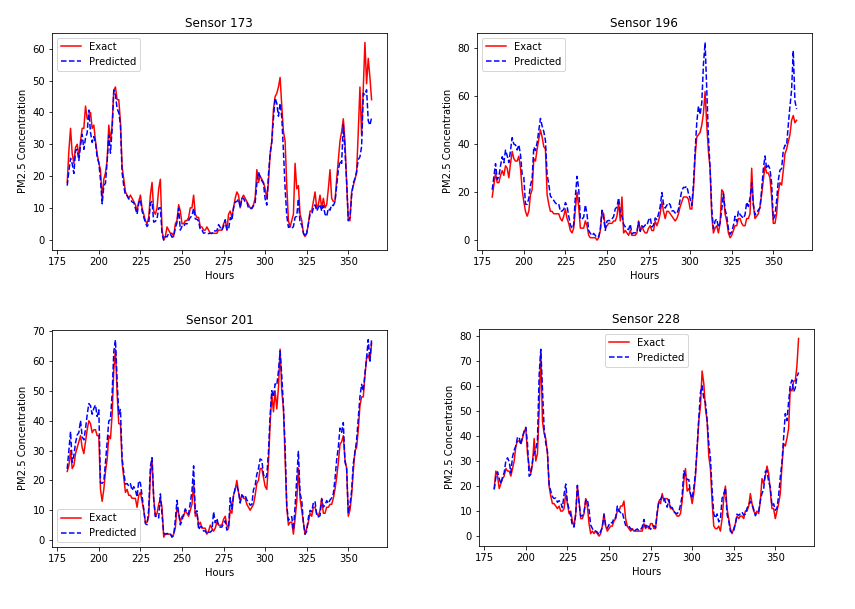 Sensor 173
PM2.5 Concentration
60
50
40
30
20
10
0
Exact
Predicted
175 200 225 250 275 300 325 350
Hours
Sensor 196
PM2.5 Concentration
80
60
40
20
0
Exact
Predicted
175 200 225 250 275 300 325 350
Hours
Sensor 201
PM2.5 Concentration
70
60
50
40
30
20
10
0
Exact
Predicted
175 200 225 250 275 300 325 350
Hours
Sensor 228
PM2.5 Concentration
80
70
60
50
40
30
20
10
0
Exact
Predicted
175 200 225 250 275 300 325 350
Hours